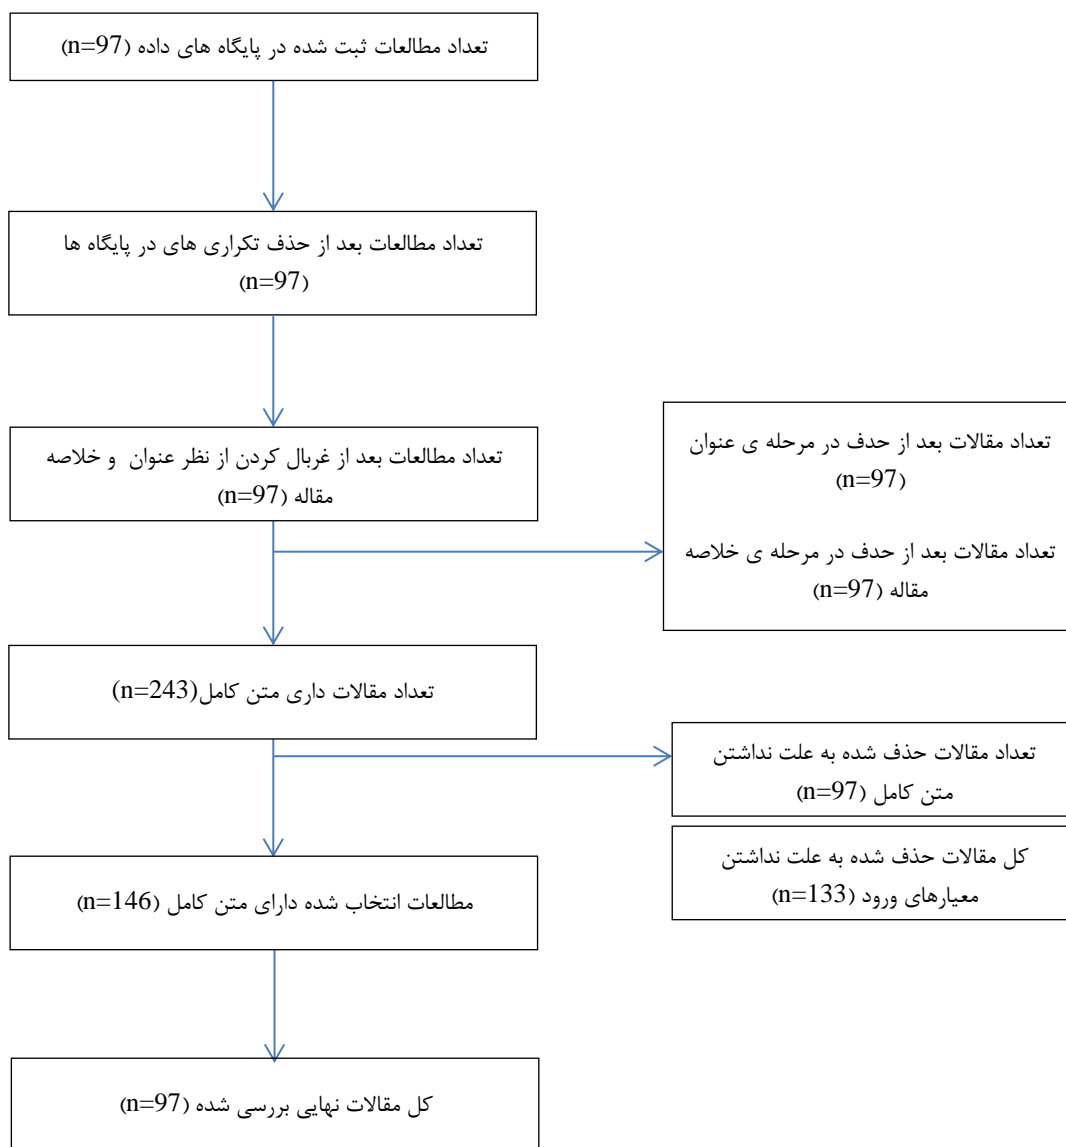 تعداد مطالعات ثبت شده در پایگاه های داده (n=97)
تعداد مطالعات بعد از حذف تکراری های در پایگاه ها
(n=97)
تعداد مطالعات بعد از غربال کردن از نظر عنوان و خلاصه
مقاله (n=97)
تعداد مقالات بعد از حدف در مرحله ی عنوان
(n=97)
تعداد مقالات بعد از حدف در مرحله ی خلاصه
مقاله (n=97)
تعداد مقالات داری متن کامل(n=243)
تعداد مقالات حذف شده به علت نداشتن
متن کامل (n=97)
کل مقالات حذف شده به علت نداشتن
معیارهای ورود (n=133)
مطالعات انتخاب شده دارای متن کامل (n=146)
کل مقالات نهایی بررسی شده (n=97)